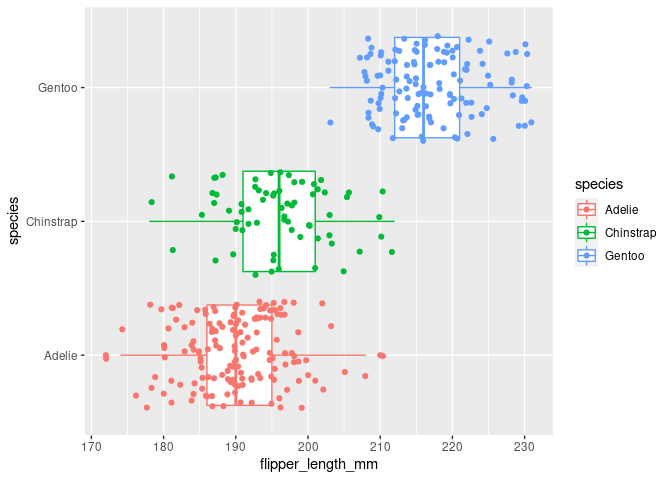 Gentoo
Chinstrap
Adelie
species
170 180 190 200 210 220 230
flipper_length_mm
species
Adelie
Chinstrap
Gentoo